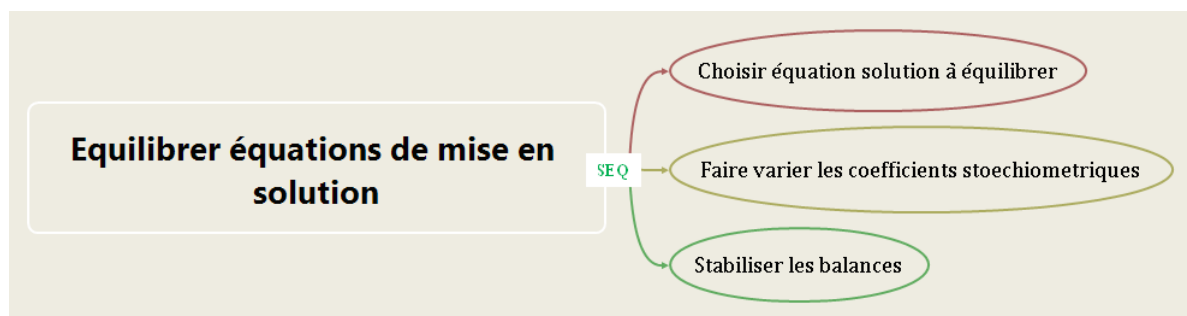 Equilibrer équations de mise en
solution
SEQ
Choisir équation solution à équilibrer
Faire varier les coefficients stoechiometriques
Stabiliser les balances